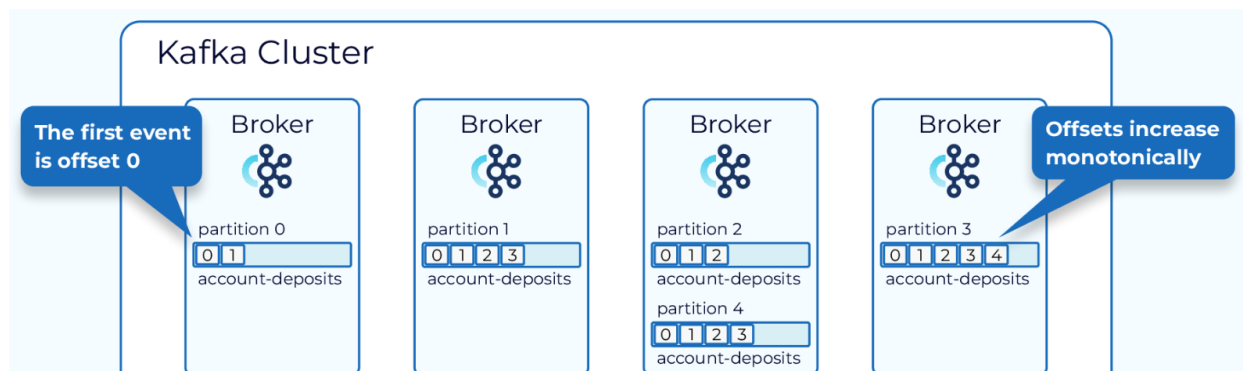 Kafka Cluster
The first event
is offset 0
Broker
partition 0
0 1
account-deposits
Broker
partition 1
0 1 2 3
account-deposits
Broker
partition 2
0 1 2
account-deposits
partition 4
0 1 2 3
account-deposits
Broker
partition 3
0 1 2 3 4
account-deposits
Offsets increase
monotonically